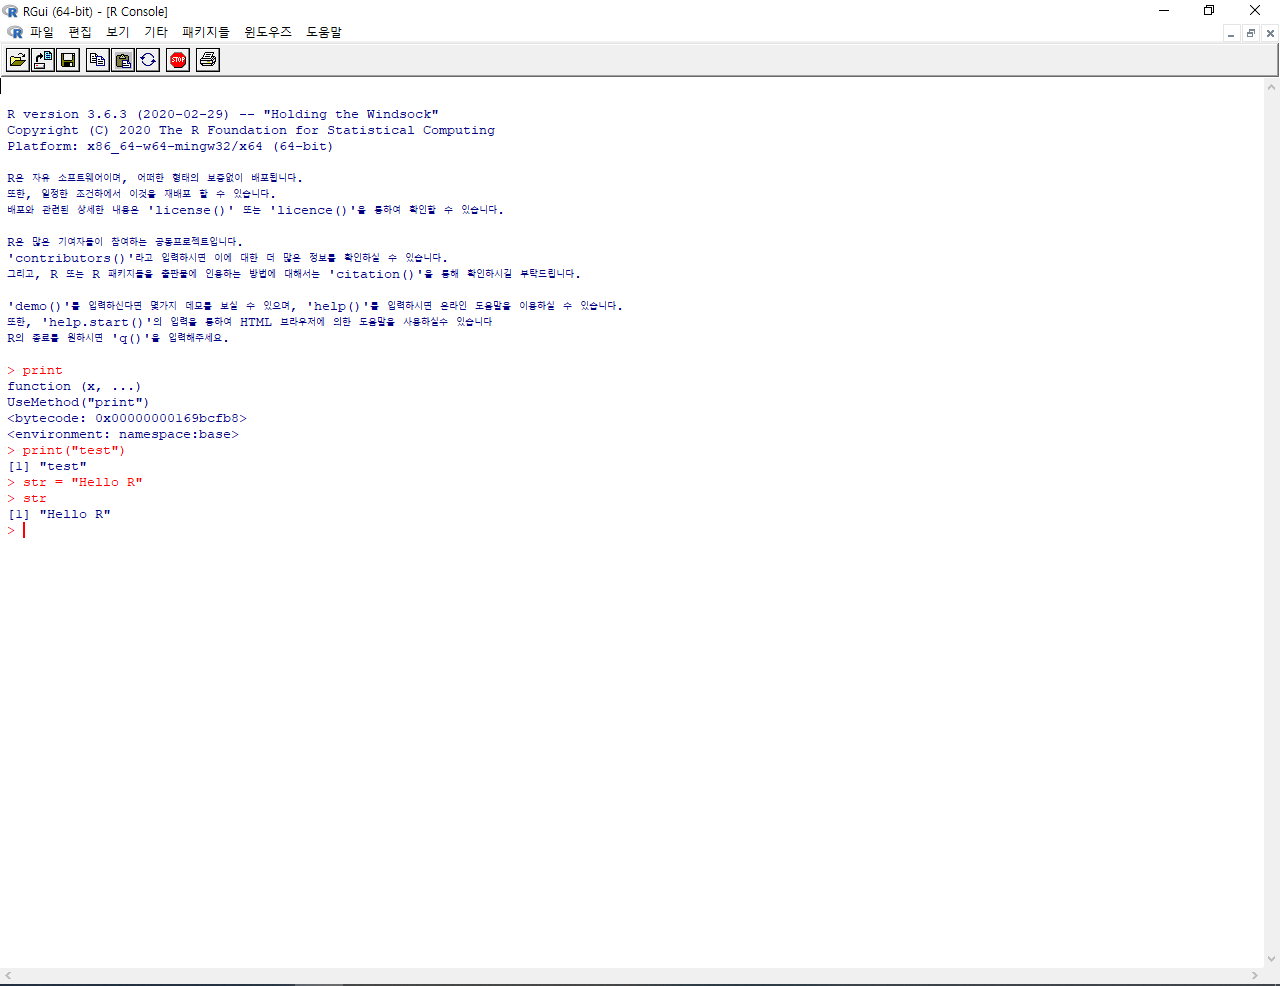 RGui (64-bit) - [R Console]
파일 편집 보기 기타 패키지들 윈도우즈 도움말
STOP
R version 3.6.3 (2020-02-29) -- "Holding the Windsock"
Copyright (C) 2020 The R Foundation for Statistical Computing
Platform: x86_64-w64-mingw32/x64 (64-bit)
R은 자유 소프트웨어이며, 어떠한 형태의 보증없이 배포됩니다.
또한, 일정한 조건하에서 이것을 재배포 할 수 있습니다.
배포와 관련된 상세한 내용은 'license()' 또는 'licence()'을 통하여 확인할 수 있습니다.
R은 많은 기여자들이 참여하는 공동프로젝트입니다.
'contributors()'라고 입력하시면 이에 대한 더 많은 정보를 확인하실 수 있습니다.
그리고, R 또는 R 패키지들을 출판물에 인용하는 방법에 대해서는 'citation()'을 통해 확인하시길 부탁드립니다.
'demo()'를 입력하신다면 몇가지 데모를 보실 수 있으며, 'help()'를 입력하시면 온라인 도움말을 이용하실 수 있습니다.
또한, 'help.start()'의 입력을 통하여 HTML 브라우저에 의한 도움말을 사용하실수 있습니다
R의 종료를 원하시면 'q()'을 입력해주세요.
> print
function (x, ...)
UseMethod("print")
<bytecode: 0x00000000169bcfb8>
<environment: namespace:base>
> print("test")
[1] "test"
> str = "Hello R"
> str
[1] "Hello R"
>